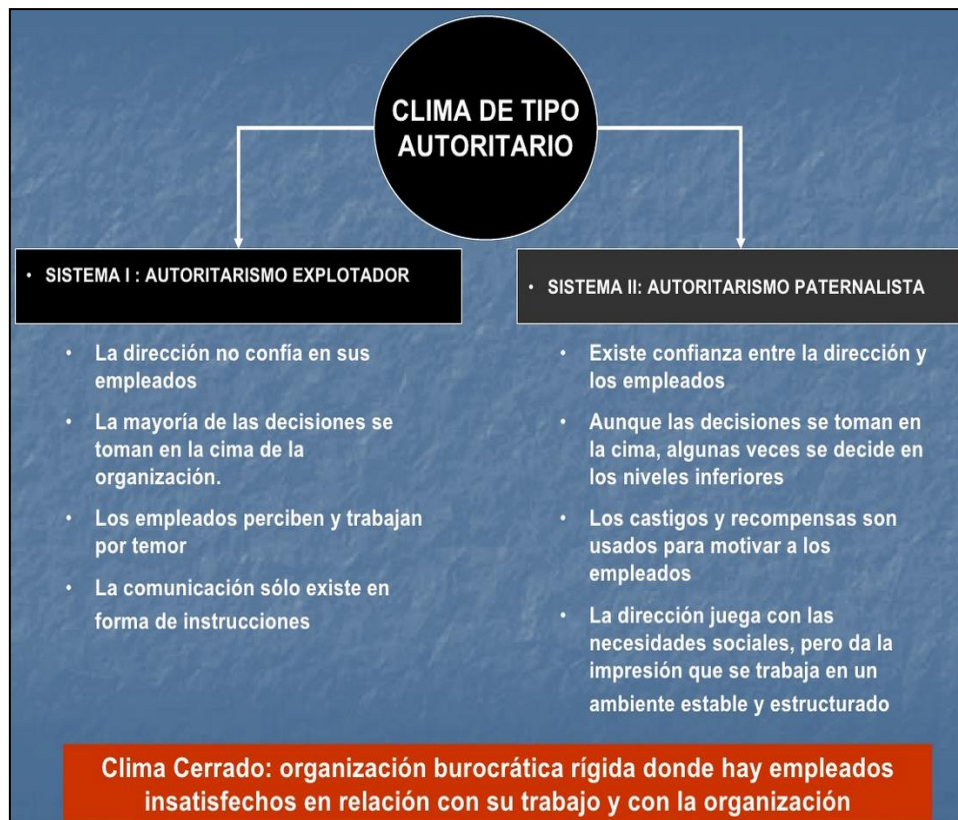 CLIMA DE TIPO
AUTORITARIO
• SISTEMA I : AUTORITARISMO EXPLOTADOR
• La dirección no confía en sus
empleados
• La mayoría de las decisiones se
toman en la cima de la
organización.
• Los empleados perciben y trabajan
por temor
• La comunicación sólo existe en
forma de instrucciones
• SISTEMA II: AUTORITARISMO PATERNALISTA
• Existe confianza entre la dirección y
los empleados
• Aunque las decisiones se toman en
la cima, algunas veces se decide en
los niveles inferiores
• Los castigos y recompensas son
usados para motivar a los
empleados
• La dirección juega con las
necesidades sociales, pero da la
impresión que se trabaja en un
ambiente estable y estructurado
Clima Cerrado: organización burocrática rígida donde hay empleados
insatisfechos en relación con su trabajo y con la organización